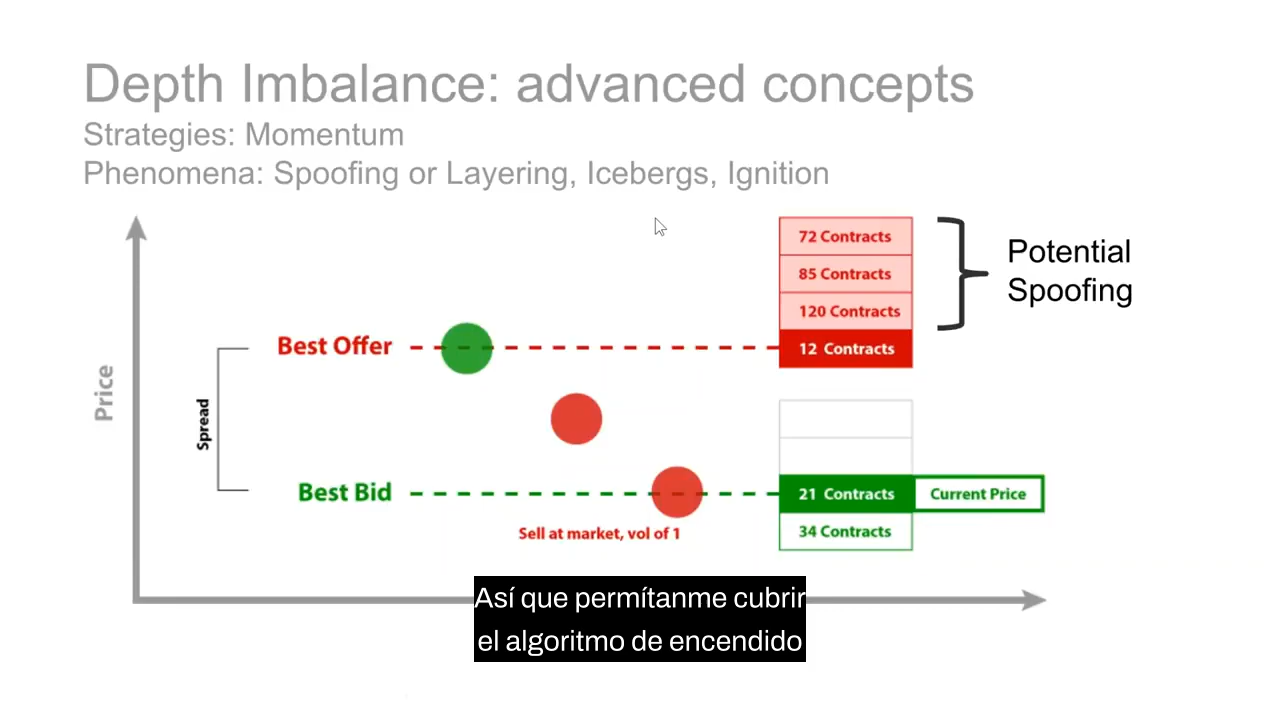 Depth Imbalance: advanced concepts
Strategies: Momentum
Phenomena: Spoofing or Layering, Icebergs, Ignition
72 Contracts
85 Contracts
120 Contracts
12 Contracts
Potential
Spoofing
Best Offer
Price
Spread
Best Bid
21 Contracts
Current Price
34 Contracts
Sell at market, vol of 1
Así que permítanme cubrir
el algoritmo de encendido